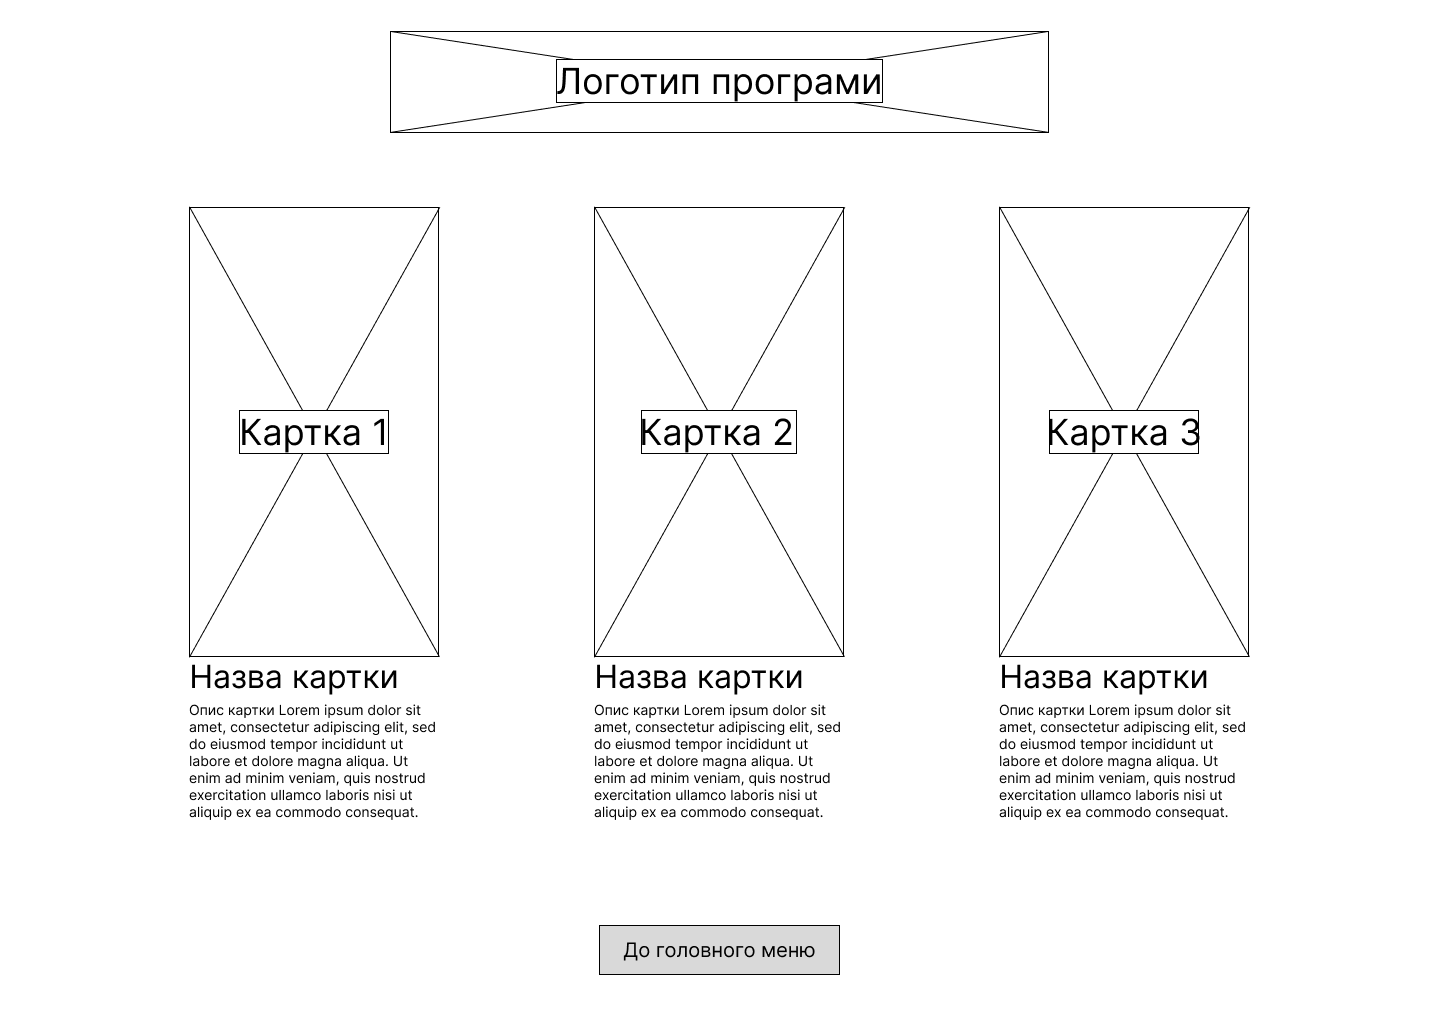 Логотип програми
Картка 1
Картка 2
Картка 3
Назва картки
Опис картки Lorem ipsum dolor sit
amet, consectetur adipiscing elit, sed
do eiusmod tempor incididunt ut
labore et dolore magna aliqua. Ut
enim ad minim veniam, quis nostrud
exercitation ullamco laboris nisi ut
aliquip ex ea commodo consequat.
Назва картки
Опис картки Lorem ipsum dolor sit
amet, consectetur adipiscing elit, sed
do eiusmod tempor incididunt ut
labore et dolore magna aliqua. Ut
enim ad minim veniam, quis nostrud
exercitation ullamco laboris nisi ut
aliquip ex ea commodo consequat.
Назва картки
Опис картки Lorem ipsum dolor sit
amet, consectetur adipiscing elit, sed
do eiusmod tempor incididunt ut
labore et dolore magna aliqua. Ut
enim ad minim veniam, quis nostrud
exercitation ullamco laboris nisi ut
aliquip ex ea commodo consequat.
До головного меню